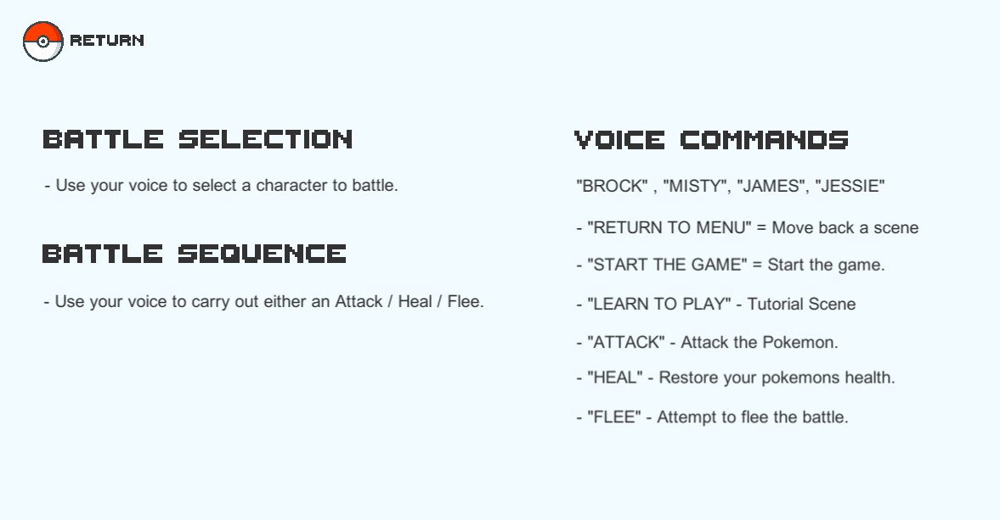 RETURN
BATTLE SELECTION
- Use your voice to select a character to battle.
BATTLE SEQUENCE
- Use your voice to carry out either an Attack / Heal / Flee.
VOICE COMMANDS
"BROCK" , "MISTY", "JAMES", "JESSIE"
- "RETURN TO MENU" = Move back a scene
- "START THE GAME" = Start the game.
- "LEARN TO PLAY" - Tutorial Scene
- "ATTACK" - Attack the Pokemon.
- "HEAL" - Restore your pokemons health.
- "FLEE" - Attempt to flee the battle.